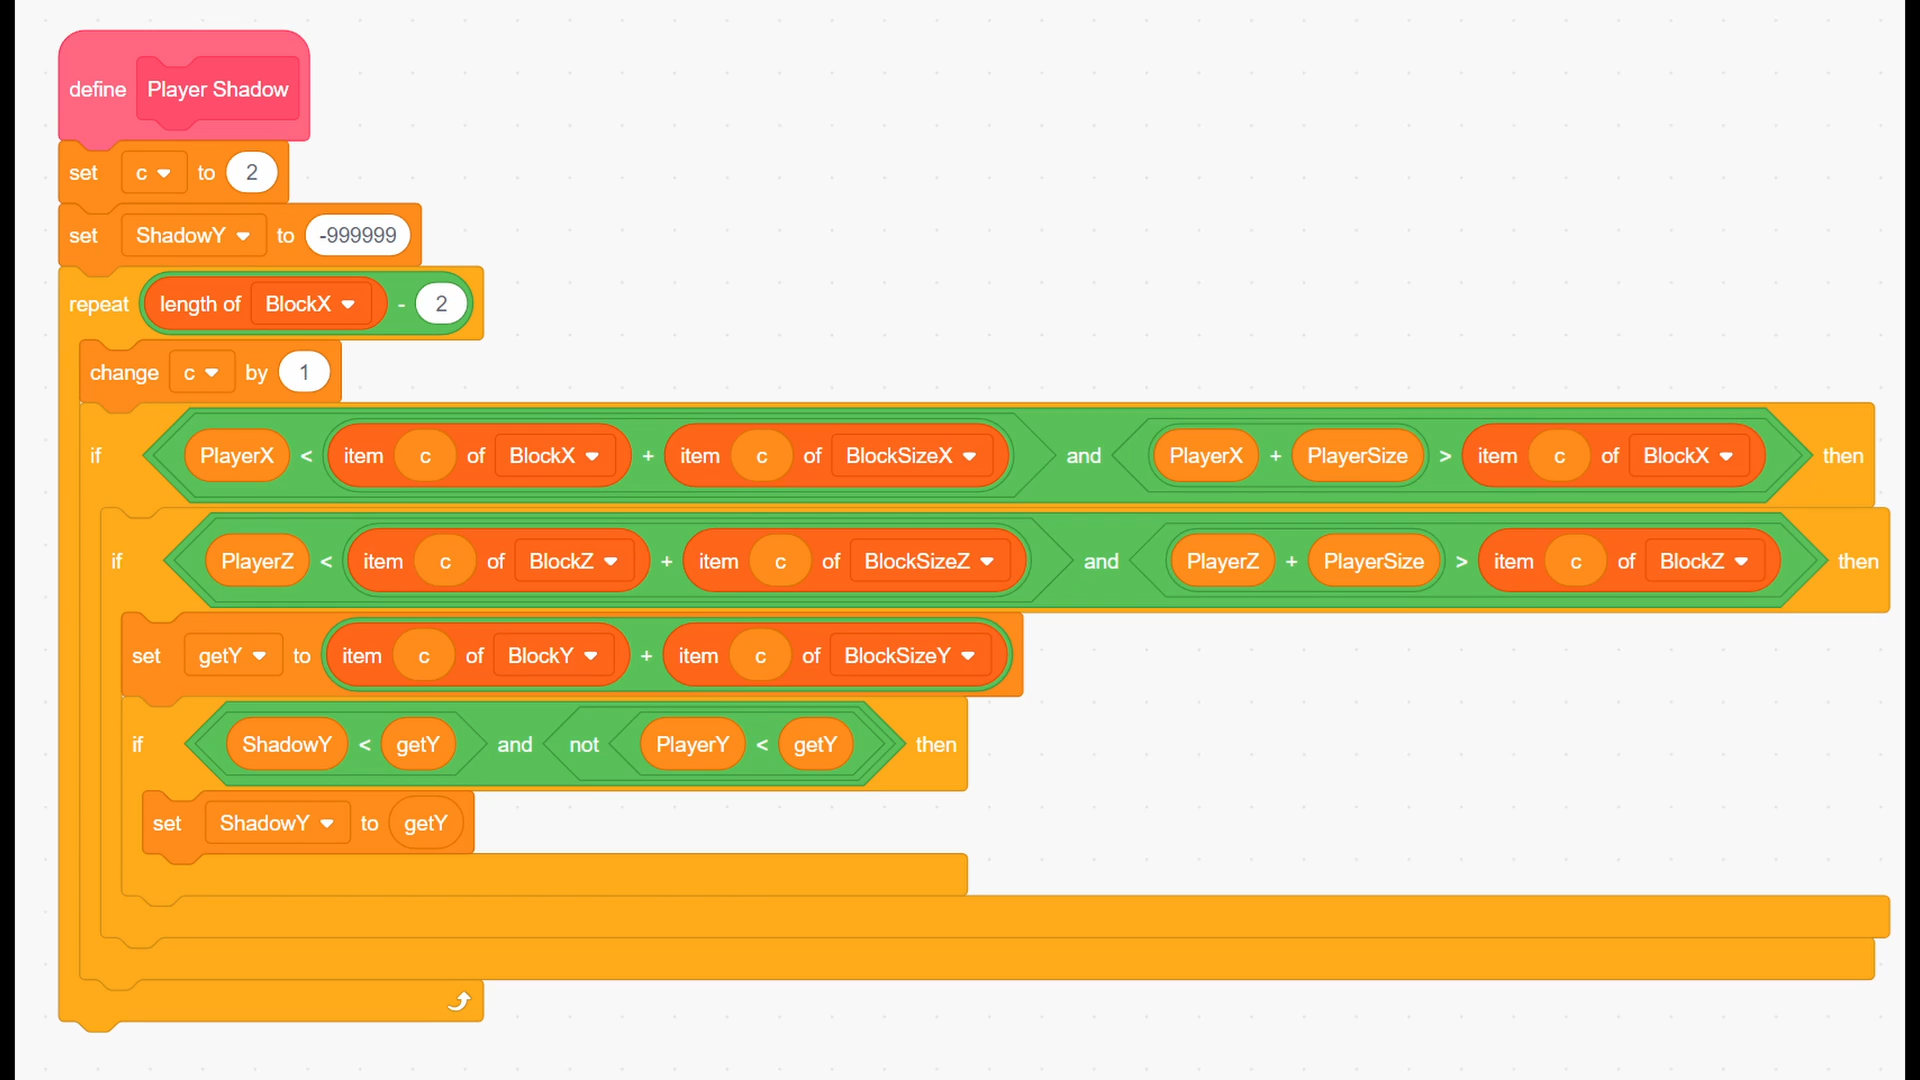 define Player Shadow
set c to 2
set ShadowY to -999999
repeat length of BlockX - 2
change c by 1
if PlayerX < item c of BlockX + item c of BlockSizeX and PlayerX + PlayerSize > item c of BlockX then
if PlayerZ < item c of BlockZ + item c of BlockSizeZ and PlayerZ + PlayerSize > item c of BlockZ then
set getY to item c of BlockY + item c of BlockSizeY
if ShadowY < getY and not PlayerY < getY then
set ShadowY to getY